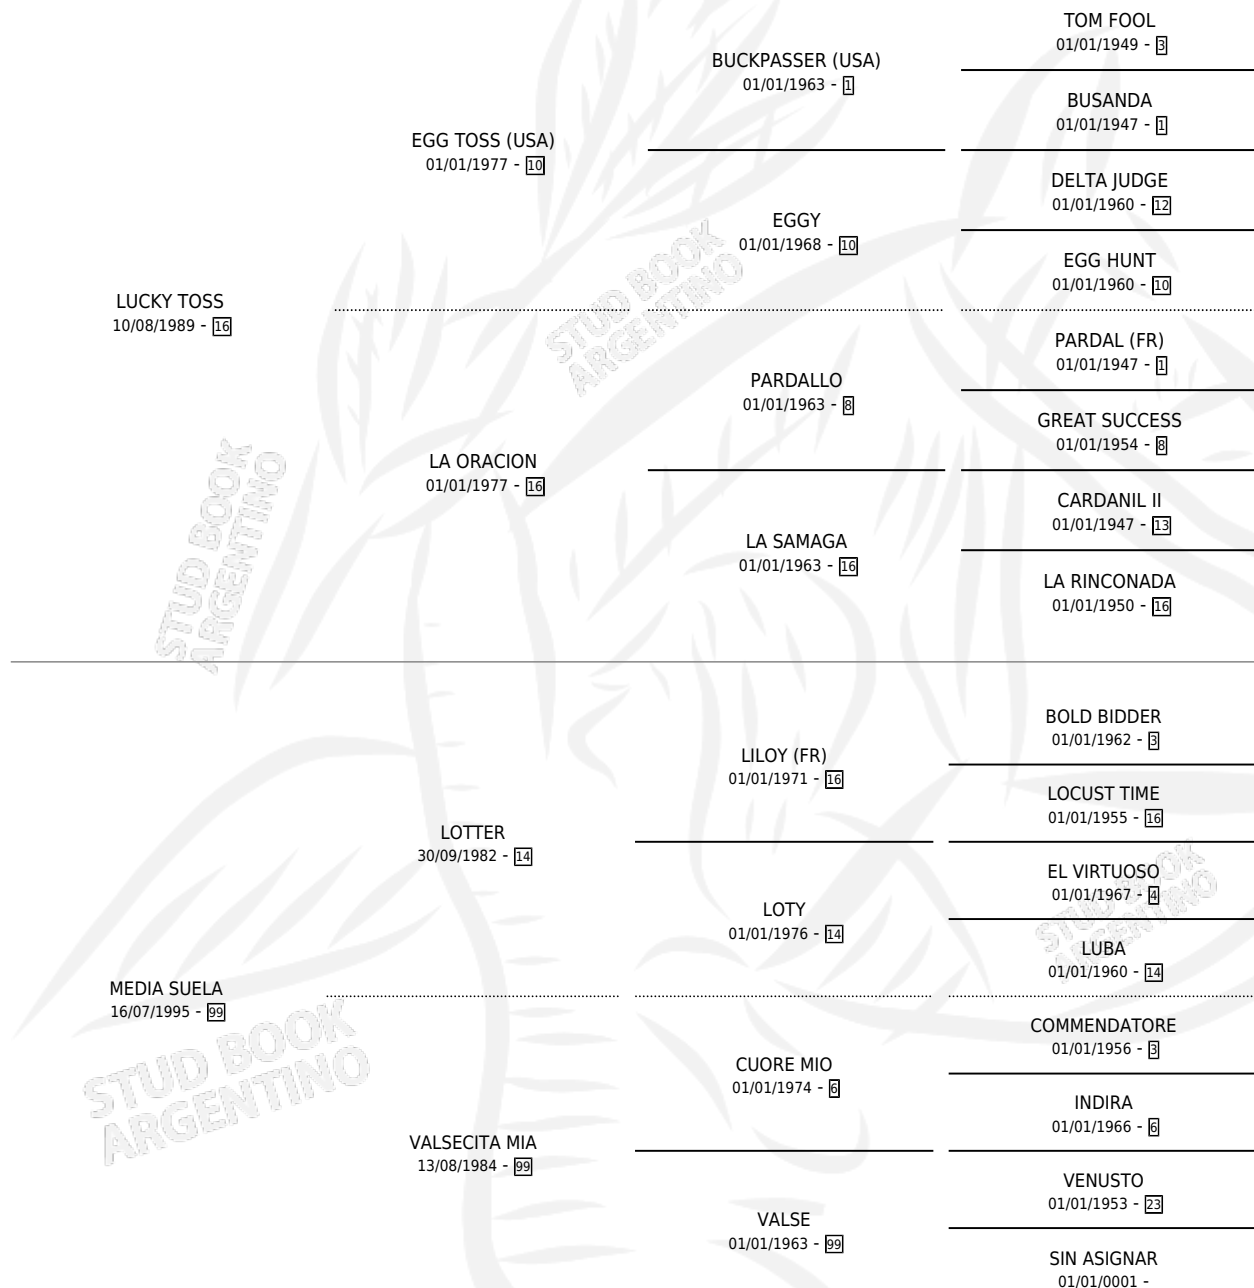 TOM FOOL
01/01/1949 - 3
BUCKPASSER (USA)
01/01/1963 - 1
BUSANDA
01/01/1947 - 1
EGG TOSS (USA)
01/01/1977 - 10
DELTA JUDGE
01/01/1960 - 12
EGGY
01/01/1968 - 10
EGG HUNT
01/01/1960 - 10
LUCKY TOSS
10/08/1989 - 16
PARDAL (FR)
01/01/1947 - 1
PARDALLO
01/01/1963 - 8
GREAT SUCCESS
01/01/1954 - 8
LA ORACION
01/01/1977 - 16
CARDANIL II
01/01/1947 - 13
LA SAMAGA
01/01/1963 - 16
LA RINCONADA
01/01/1950 - 16
BOLD BIDDER
01/01/1962 - 3
LILOY (FR)
01/01/1971 - 16
LOCUST TIME
01/01/1955 - 16
LOTTER
30/09/1982 - 14
EL VIRTUOSO
01/01/1967 - 4
LOTY
01/01/1976 - 14
LUBA
01/01/1960 - 14
MEDIA SUELA
16/07/1995 - 99
COMMENDATORE
01/01/1956 - 3
CUORE MIO
01/01/1974 - 6
INDIRA
01/01/1966 - 6
VALSECITA MIA
13/08/1984 - 99
VENUSTO
01/01/1953 - 23
VALSE
01/01/1963 - 99
SIN ASIGNAR
01/01/0001 -
STUD BOOK
ARGENTINO
STUD BOOK
ARGENTINO
STUD BOOK
ARGENTINO
STUD BOOK
ARGENTINO